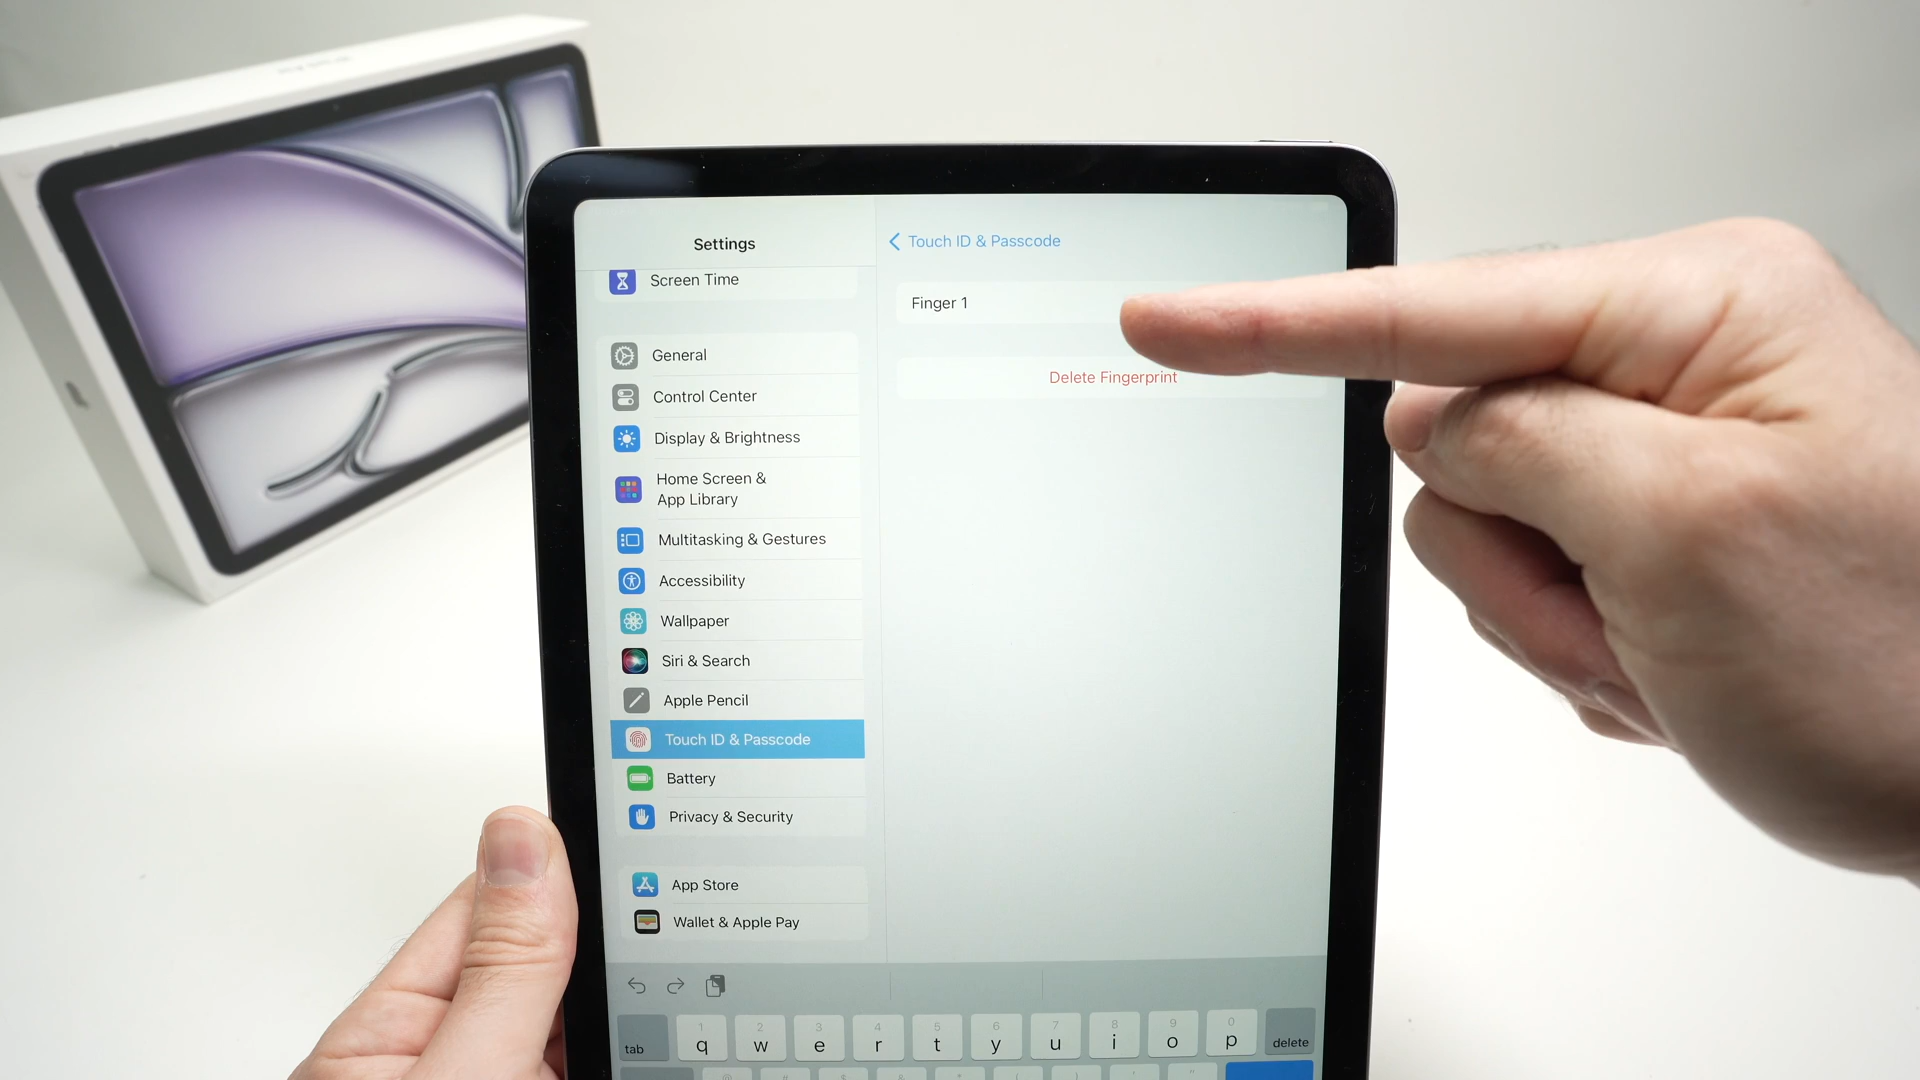 Settings
Screen Time
General
Control Center
Display & Brightness
Home Screen &
App Library
Multitasking & Gestures
Accessibility
Wallpaper
Siri & Search
Apple Pencil
Touch ID & Passcode
Battery
Privacy & Security
App Store
Wallet & Apple Pay
Touch ID & Passcode
Finger 1
Delete Fingerprint
1 2 3 4 5 6 7 8 9 0
tab q w e r t y u i o p delete